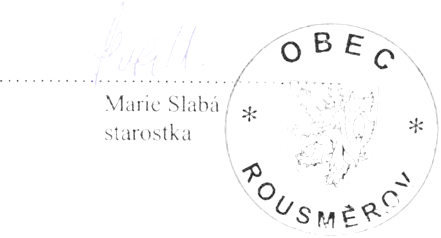 Marie Slabá
starostka
OBEC
* *
ROUSMĚROV